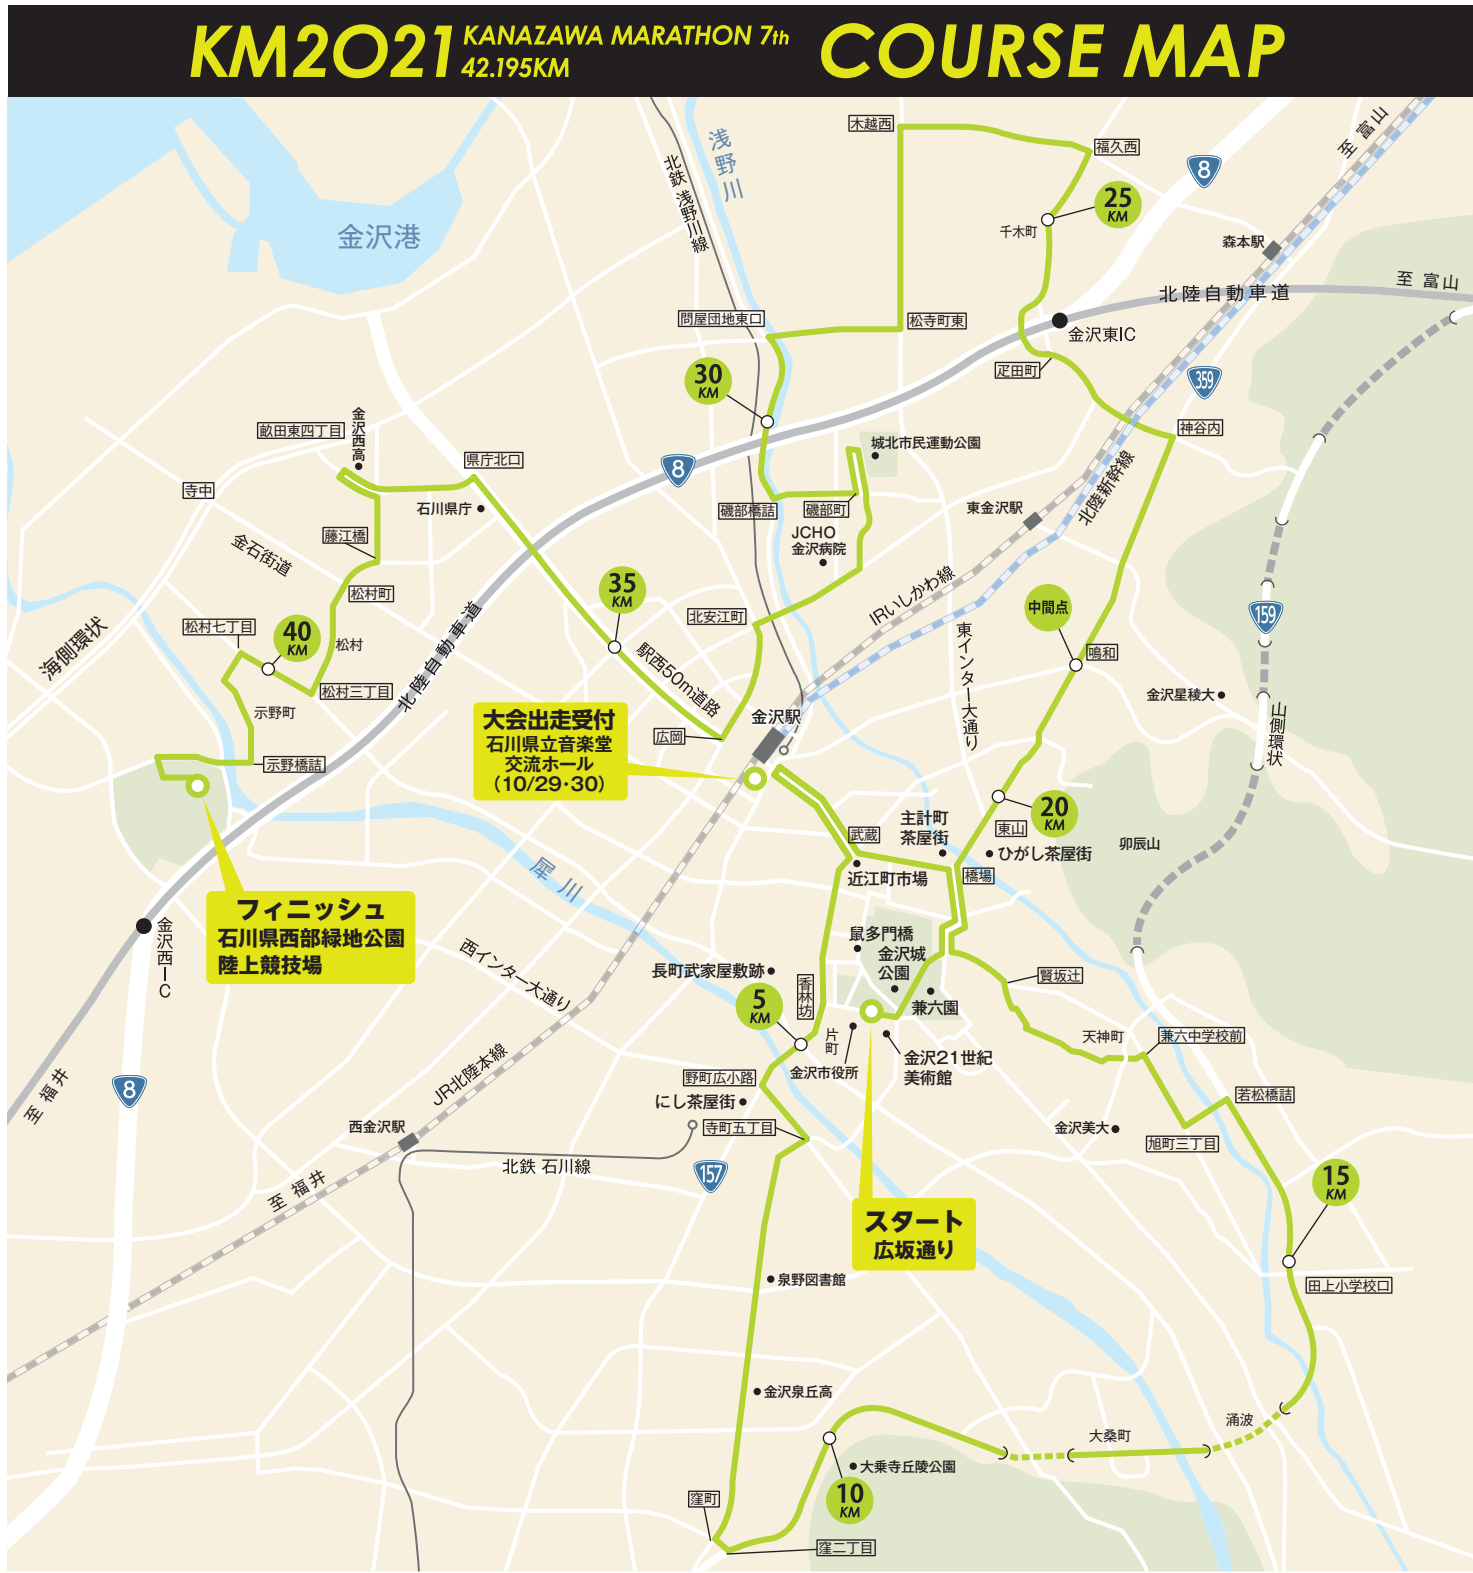 KM2021 KANAZAWA MARATHON 7th
42.195KM
COURSE MAP
木越西
福久西
至 富山
8
浅野川
北鉄 浅野川線
25
KM
千木町
森本駅
金沢港
北陸自動車道
至 富山
問屋団地東口
松寺町東
金沢東IC
疋田町
359
30
KM
神谷内
金沢西高
畝田東四丁目
県庁北口
城北市民運動公園
8
寺中
石川県庁
磯部橋詰
磯部町
東金沢駅
北陸新幹線
藤江橋
JCHO
金沢病院
金石街道
松村町
35
KM
IRいしかわ線
中間点
159
北安江町
松村七丁目
40
KM
松村
海側環状
北陸自動車道
駅西50m道路
東インター大通り
鳴和
松村三丁目
金沢星稜大
示野町
大会出走受付
石川県立音楽堂
交流ホール
(10/29・30)
金沢駅
広岡
山側環状
示野橋詰
20
KM
主計町
茶屋街
武蔵
東山
ひがし茶屋街
卯辰山
近江町市場
橋場
犀川
フィニッシュ
石川県西部緑地公園
陸上競技場
金沢西IC
西インター大通り
鼠多門橋
金沢城
公園
長町武家屋敷跡
香林坊
兼六園
賢坂辻
5
KM
片町
天神町
兼六中学校前
金沢21世紀
美術館
金沢市役所
JR北陸本線
野町広小路
至 福井
8
にし茶屋街
若松橋詰
西金沢駅
寺町五丁目
金沢美大
旭町三丁目
北鉄 石川線
157
15
KM
至 福井
スタート
広坂通り
泉野図書館
田上小学校口
金沢泉丘高
涌波
大桑町
大乗寺丘陵公園
10
KM
窪町
窪二丁目